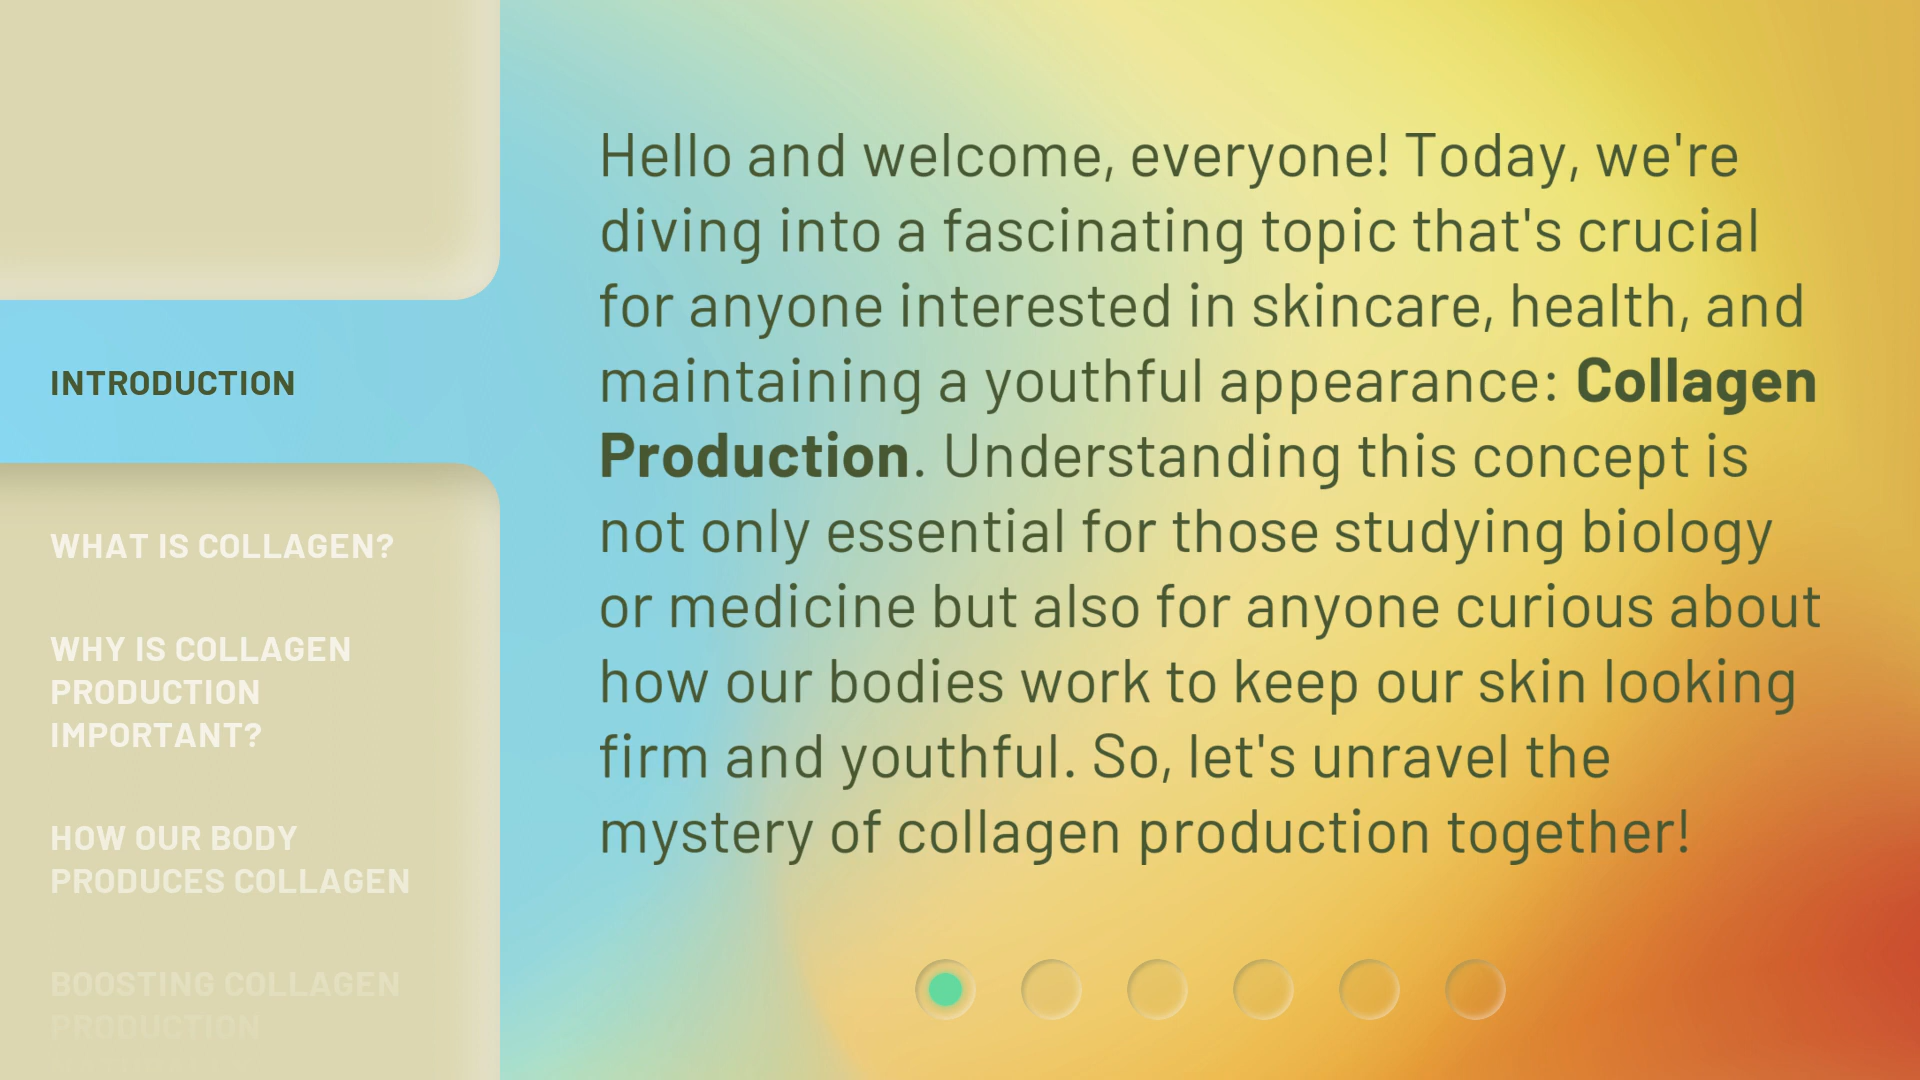 INTRODUCTION
WHAT IS COLLAGEN?
WHY IS COLLAGEN
PRODUCTION
IMPORTANT?
HOW OUR BODY
PRODUCES COLLAGEN
BOOSTING COLLAGEN
PRODUCTION
Hello and welcome, everyone! Today, we're
diving into a fascinating topic that's crucial
for anyone interested in skincare, health, and
maintaining a youthful appearance: Collagen
Production. Understanding this concept is
not only essential for those studying biology
or medicine but also for anyone curious about
how our bodies work to keep our skin looking
firm and youthful. So, let's unravel the
mystery of collagen production together!